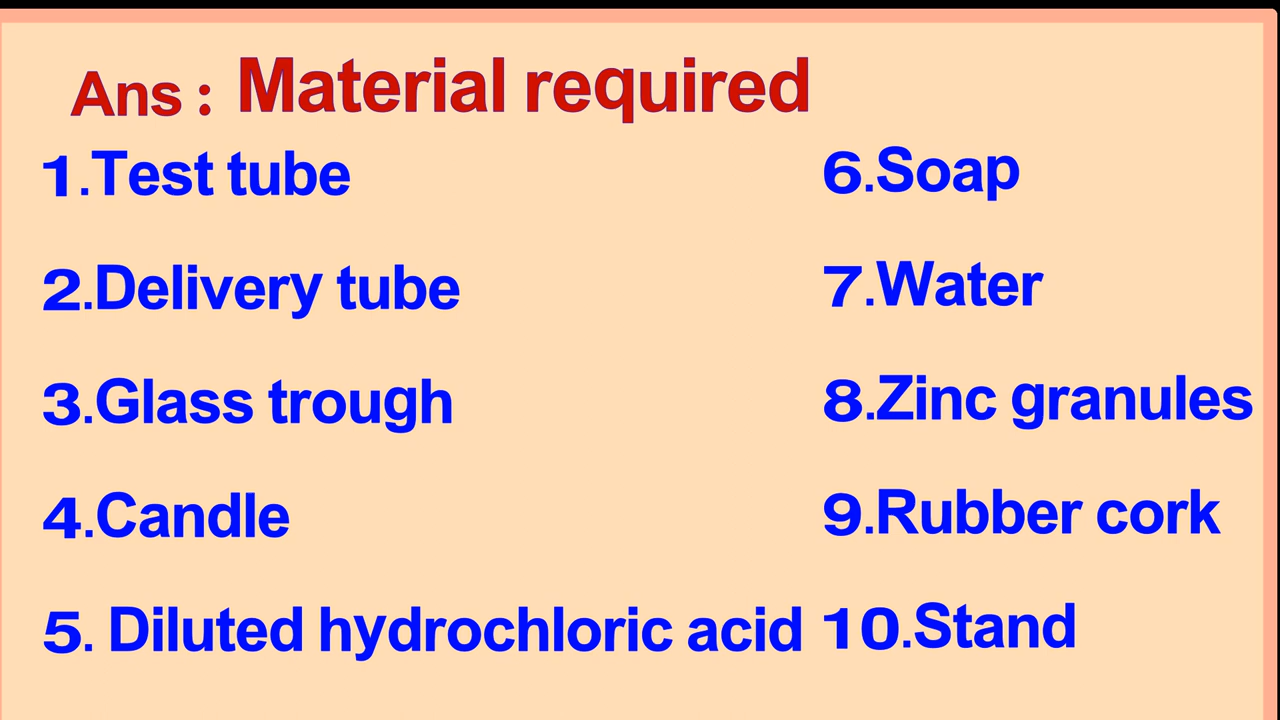 Ans : Material required
1.Test tube
2.Delivery tube
3.Glass trough
4.Candle
5. Diluted hydrochloric acid
6.Soap
7.Water
8.Zinc granules
9.Rubber cork
10.Stand